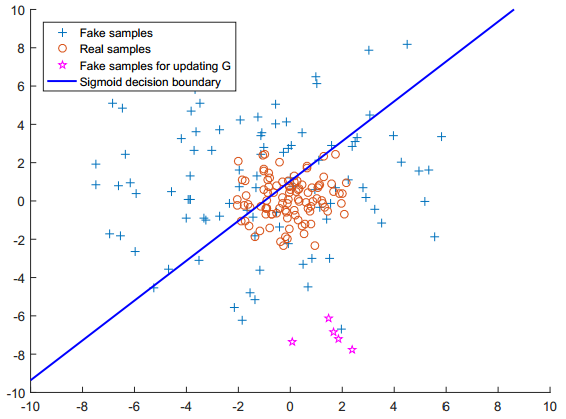 10
8
6
4
2
0
-2
-4
-6
-8
-10
Fake samples
Real samples
Fake samples for updating G
Sigmoid decision boundary
-10 -8 -6 -4 -2 0 2 4 6 8 10